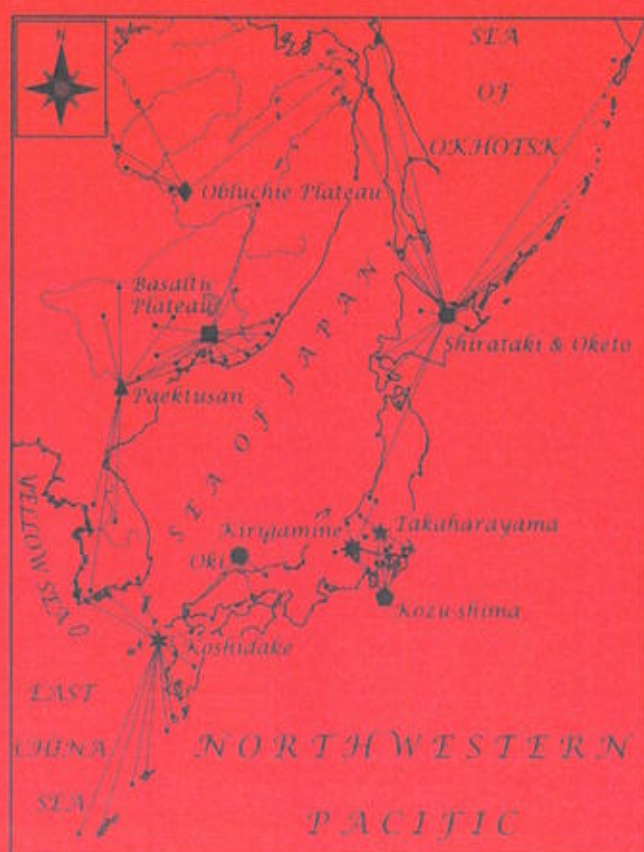 N
SEA
OF
OKHOTSK
Obluchie Plateau
Basaltic
Plateau
Shirataki & Oketo
Paektusan
SEA OF JAPAN
YELLOW SEA
Kirigamine
Takaharayama
Oki
Kozu-shima
Koshidake
EAST
CHINA
SEA
NORTHWESTERN
PACIFIC